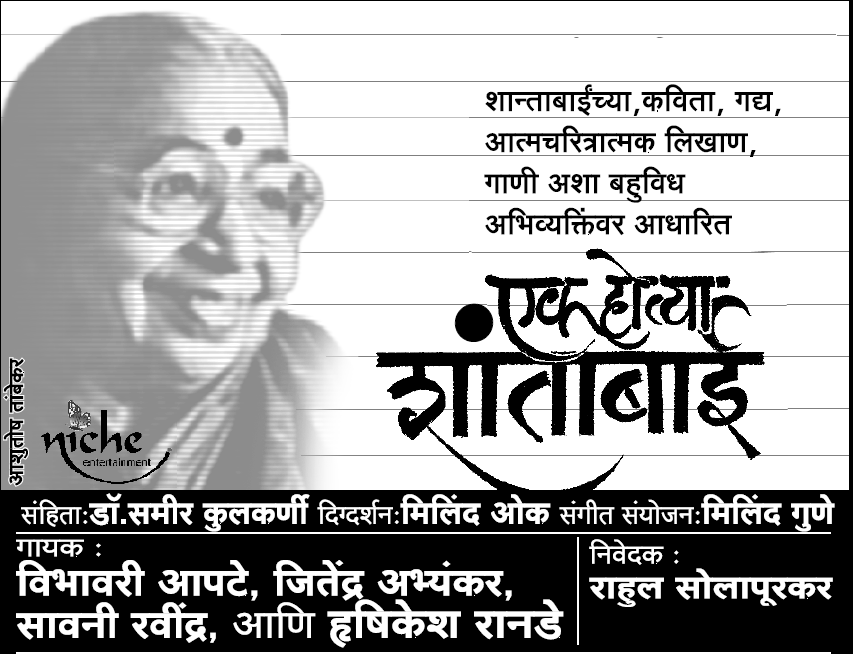 शान्ताबाईंच्या,कविता, गद्य,
आत्मचरित्रात्मक लिखाण,
गाणी अशा बहुविध
अभिव्यक्तिंवर आधारित
एक होत्या
शांताबाई
आशुतोष तांबेकर
niche
entertainment
संहिताः डॉ.समीर कुलकर्णी दिग्दर्शनः मिलिंद ओक संगीत संयोजनः मिलिंद गुणे
गायक :
विभावरी आपटे, जितेंद्र अभ्यंकर,
सावनी रवींद्र, आणि हृषिकेश रानडे
निवेदक :
राहुल सोलापूरकर